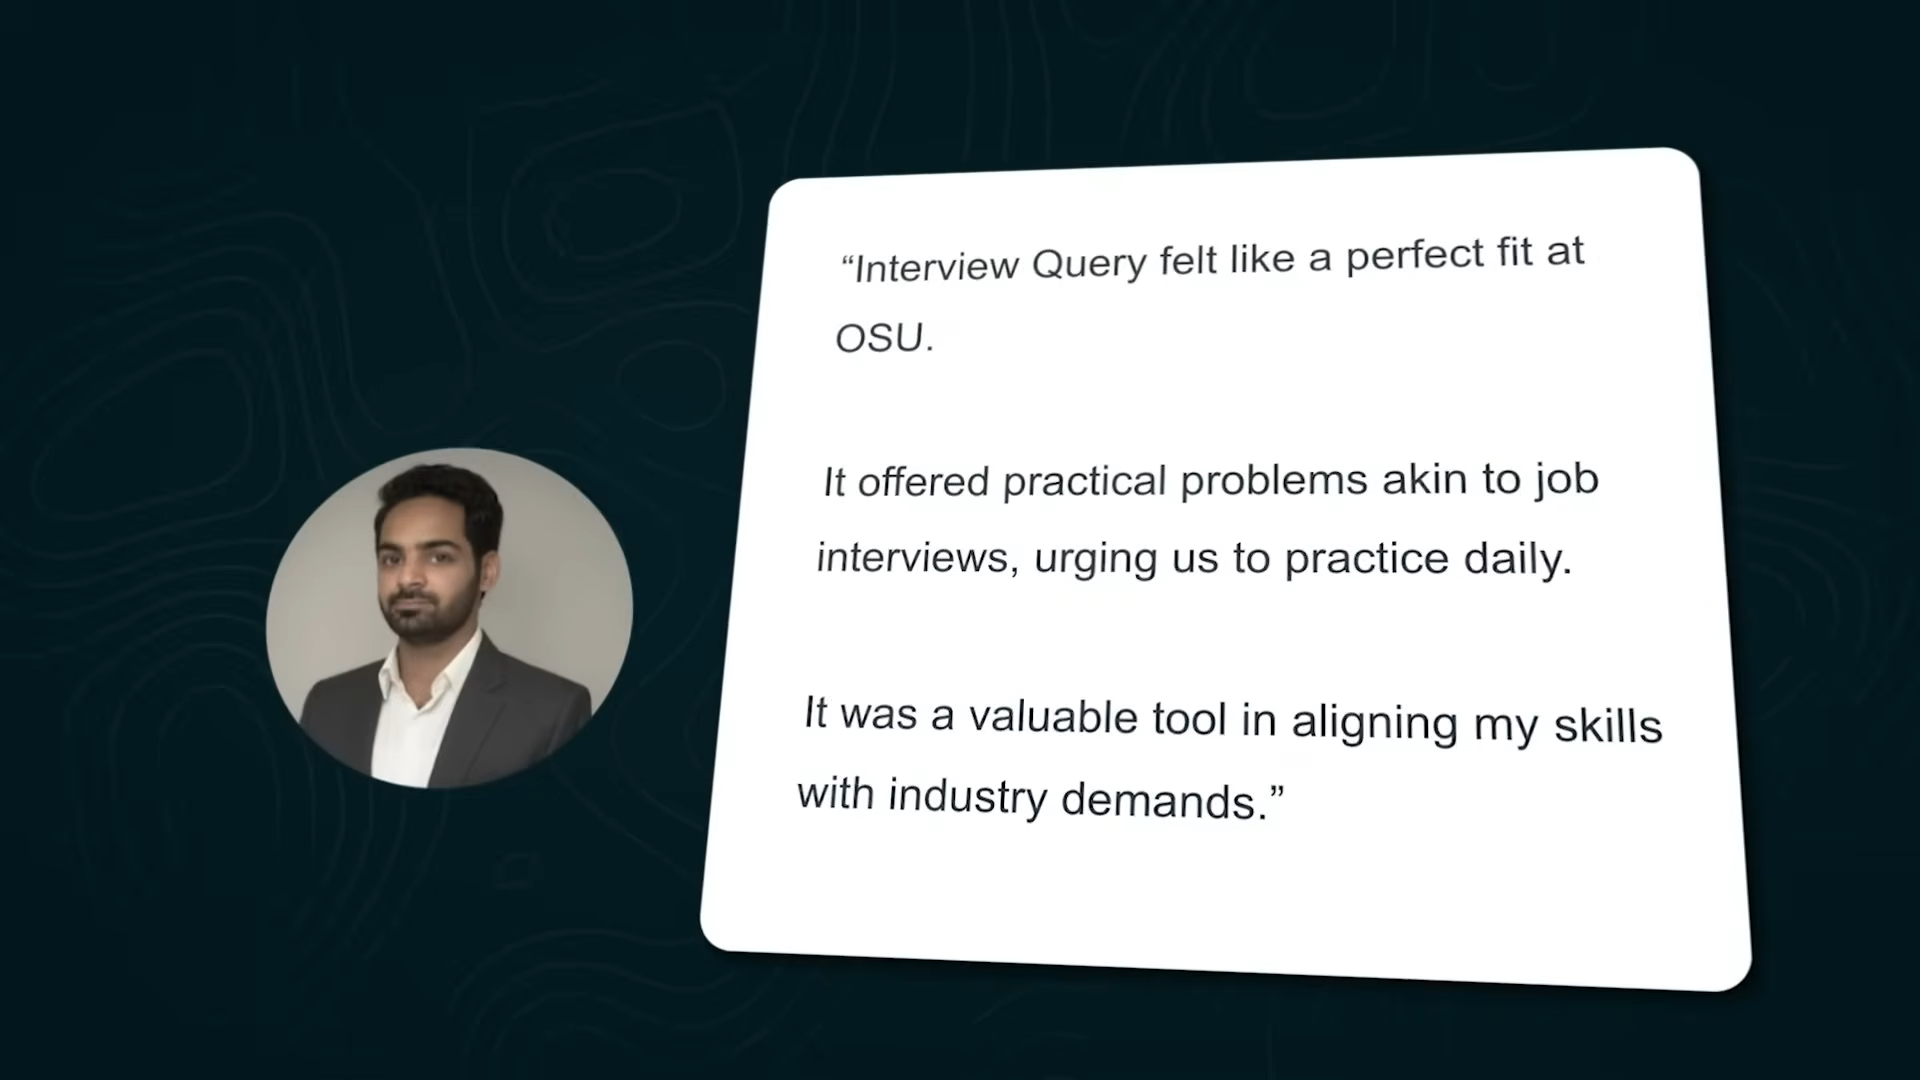 “Interview Query felt like a perfect fit at
OSU.
It offered practical problems akin to job
interviews, urging us to practice daily.
It was a valuable tool in aligning my skills
with industry demands.”